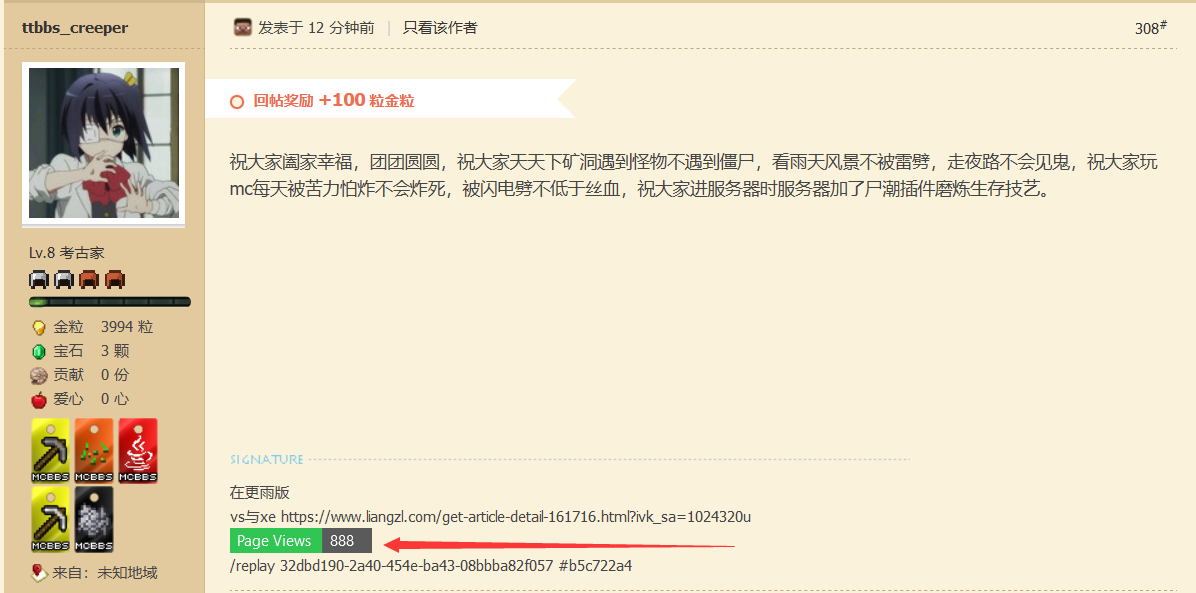 ttbbs_creeper
发表于 12 分钟前 | 只看该作者
308#
回帖奖励 +100 粒金粒
祝大家阖家幸福，团团圆圆，祝大家天天下矿洞遇到怪物不遇到僵尸，看雨天风景不被雷劈，走夜路不会见鬼，祝大家玩
mc每天被苦力怕炸不会炸死，被闪电劈不低于丝血，祝大家进服务器时服务器加了尸潮插件磨炼生存技艺。
Lv.8 考古家
金粒 3994 粒
宝石 3 颗
贡献 0 份
爱心 0 心
MCBBS MCBBS MCBBS
MCBBS MCBBS
来自：未知地域
SIGNATURE
在更雨版
vs与xe https://www.liangzl.com/get-article-detail-161716.html?ivk_sa=1024320u
Page Views 888
/replay 32dbd190-2a40-454e-ba43-08bbba82f057 #b5c722a4